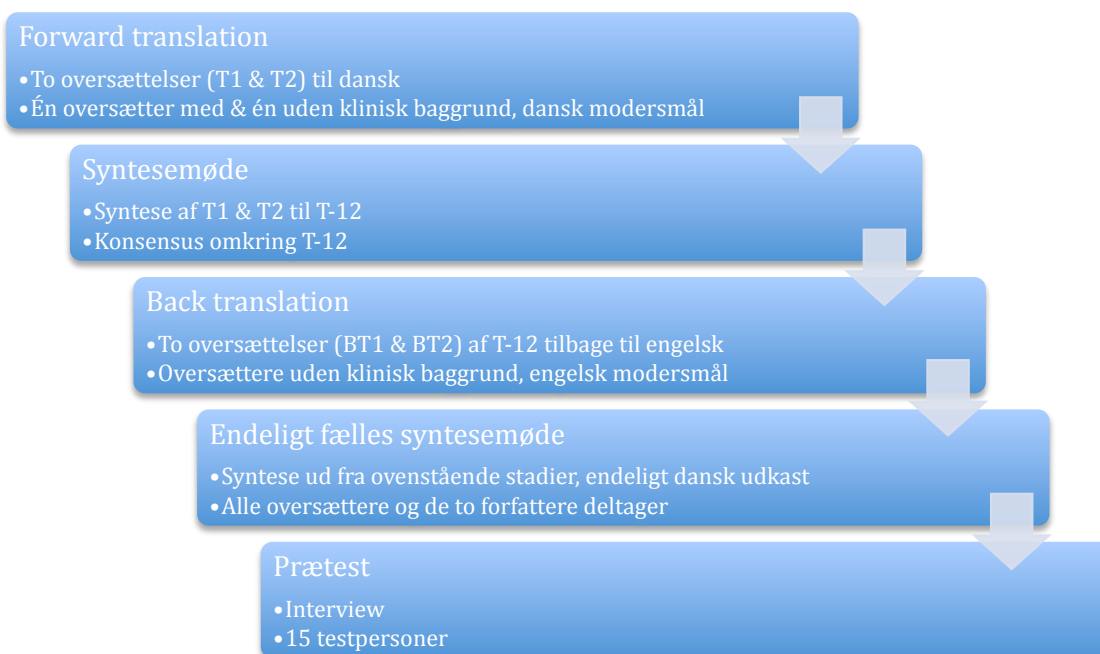 Forward translation
•To oversættelser (T1 & T2) til dansk
•Én oversætter med & én uden klinisk baggrund, dansk modersmål
Syntesemøde
•Syntese af T1 & T2 til T-12
•Konsensus omkring T-12
Back translation
•To oversættelser (BT1 & BT2) af T-12 tilbage til engelsk
•Oversættere uden klinisk baggrund, engelsk modersmål
Endeligt fælles syntesemøde
•Syntese ud fra ovenstående stadier, endeligt dansk udkast
•Alle oversættere og de to forfattere deltager
Prætest
•Interview
•15 testpersoner